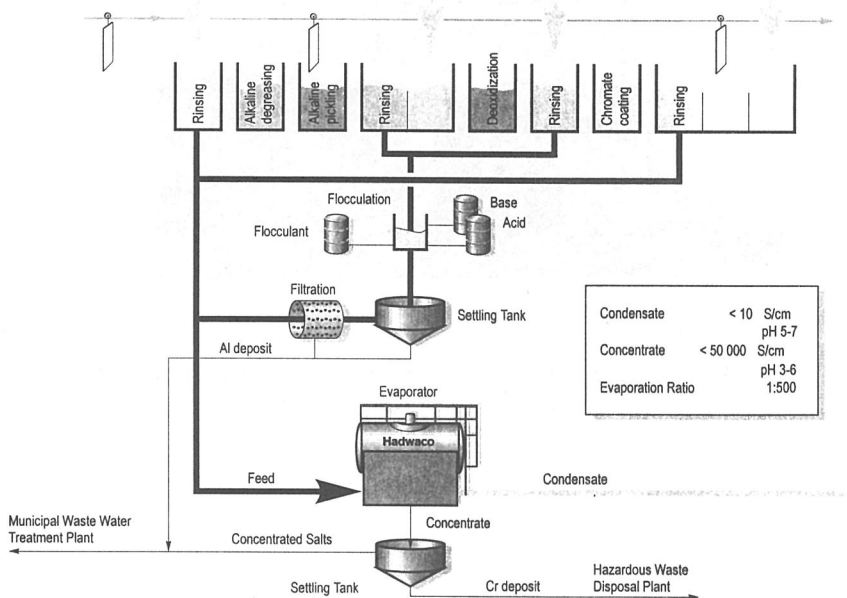 Rinsing
Alkaline
degreasing
Alkaline
pickling
Rinsing
Deoxidization
Rinsing
Chromate
coating
Rinsing
Flocculation
Base
Acid
Flocculant
Filtration
Settling Tank
Al deposit
Condensate < 10 S/cm
pH 5-7
Concentrate < 50 000 S/cm
pH 3-6
Evaporation Ratio 1:500
Evaporator
Hadwaco
Feed
Condensate
Concentrate
Municipal Waste Water
Treatment Plant
Concentrated Salts
Settling Tank
Cr deposit
Hazardous Waste
Disposal Plant